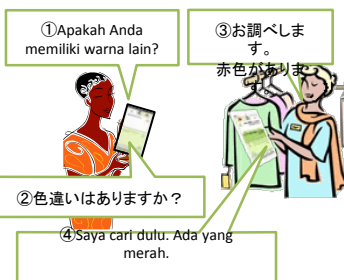 ①Apakah Anda
memiliki warna lain?
③お調べしま
す。
赤色がありま
す。
②色違いはありますか？
④Saya cari dulu. Ada yang
merah.